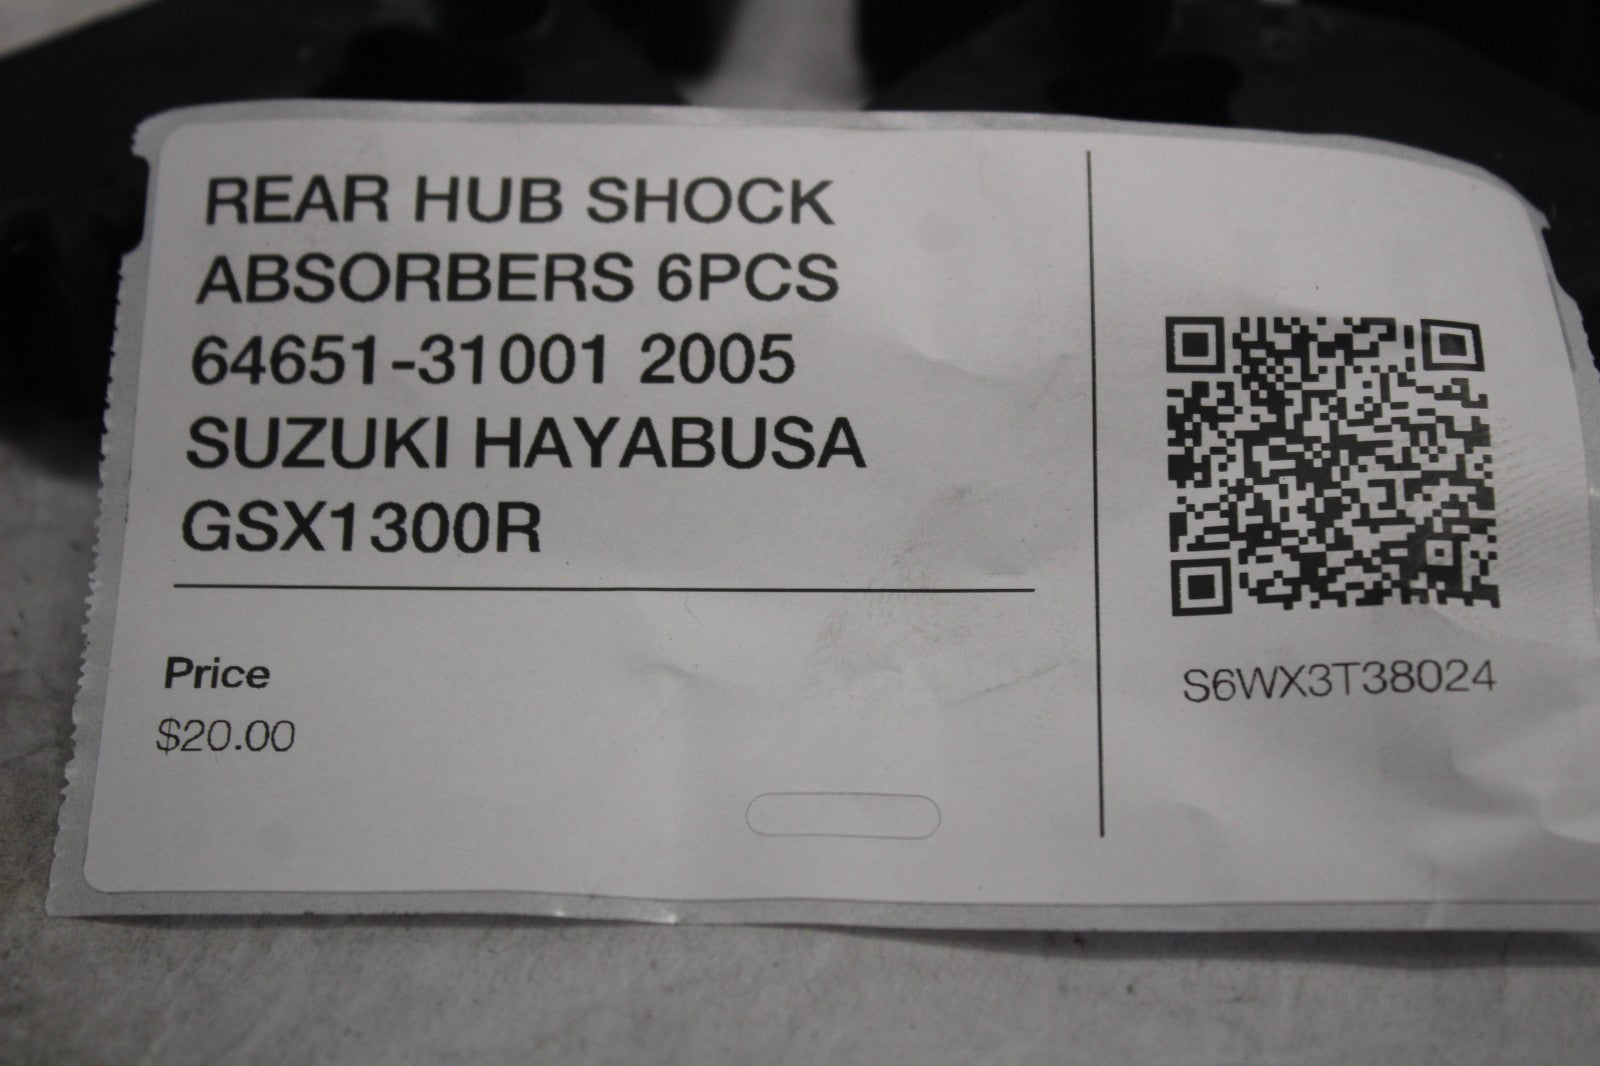 REAR HUB SHOCK
ABSORBERS 6PCS
64651-31001 2005
SUZUKI HAYABUSA
GSX1300R
Price
$20.00
S6WX3T38024